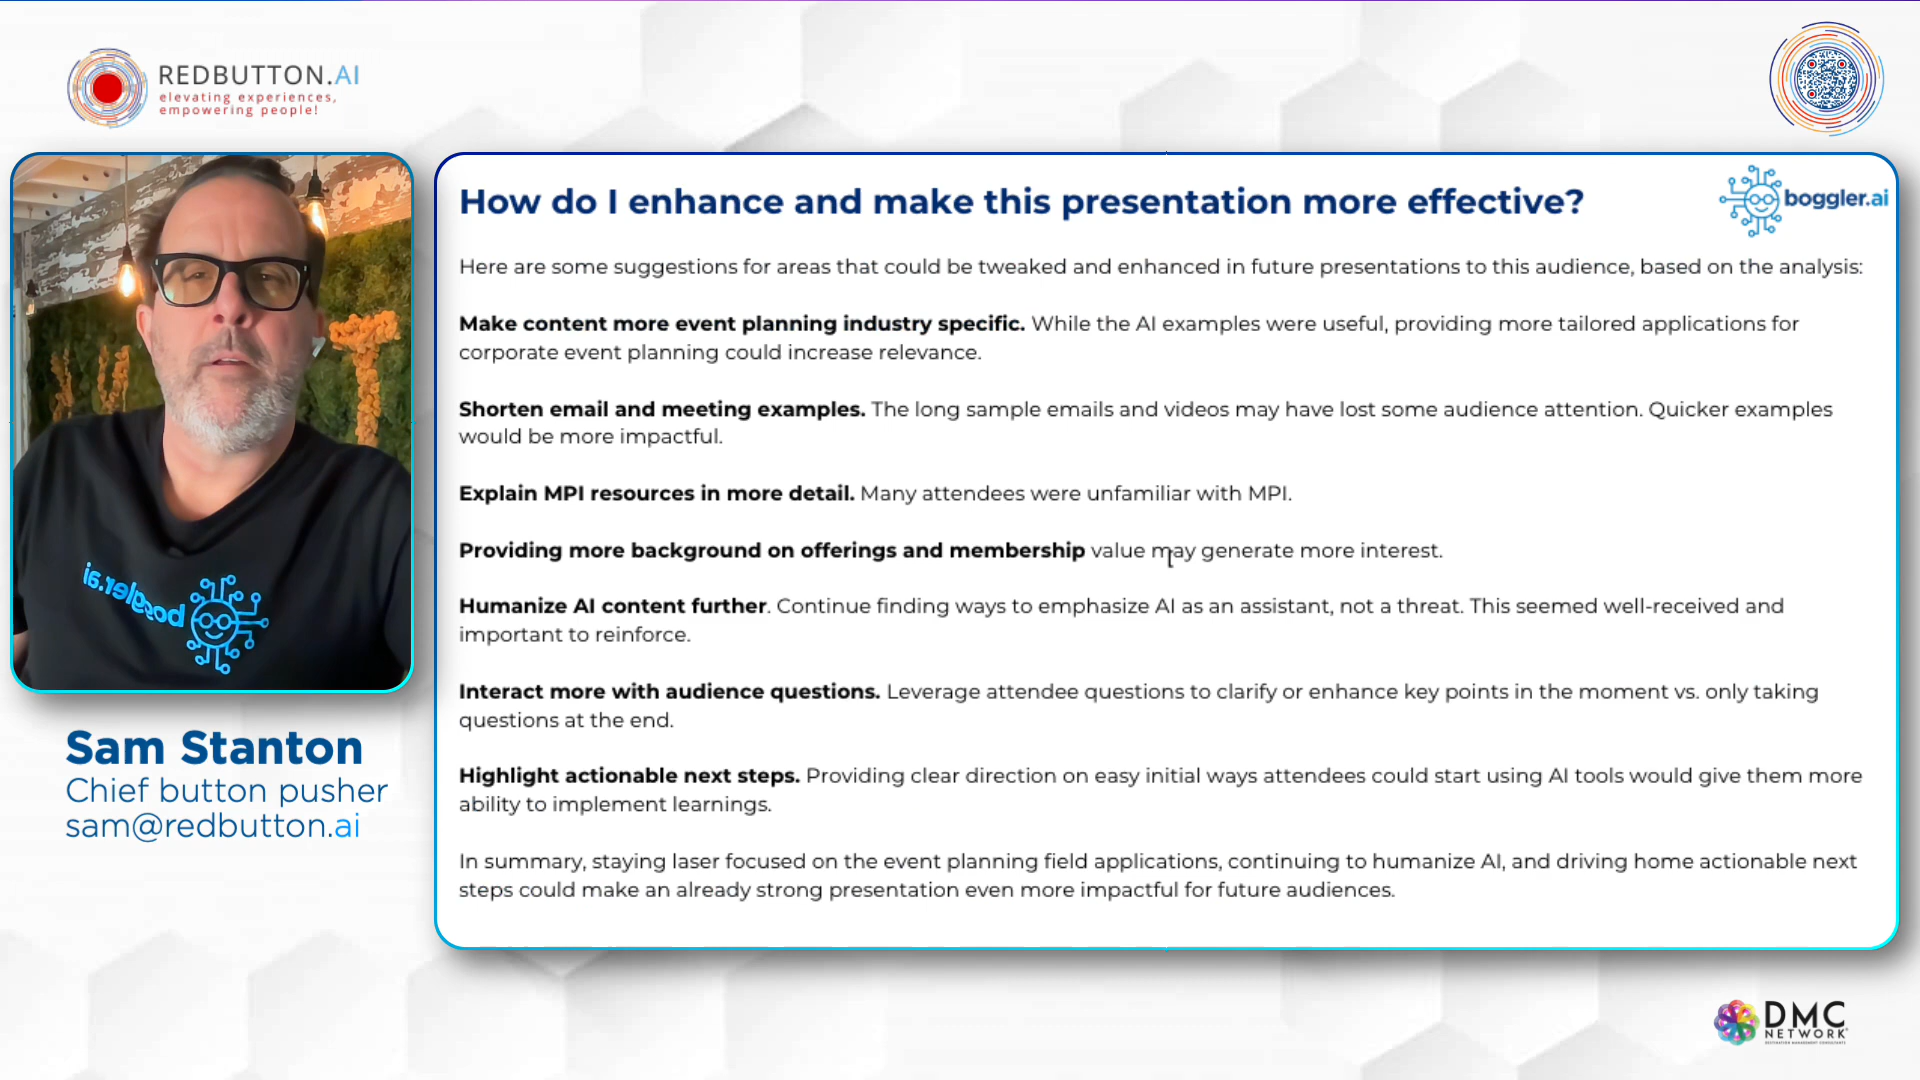 REDBUTTON.AI
elevating experiences,
empowering people!
How do I enhance and make this presentation more effective?
boggler.ai
Here are some suggestions for areas that could be tweaked and enhanced in future presentations to this audience, based on the analysis:
Make content more event planning industry specific. While the AI examples were useful, providing more tailored applications for
corporate event planning could increase relevance.
Shorten email and meeting examples. The long sample emails and videos may have lost some audience attention. Quicker examples
would be more impactful.
Explain MPI resources in more detail. Many attendees were unfamiliar with MPI.
Providing more background on offerings and membership value may generate more interest.
Humanize AI content further. Continue finding ways to emphasize AI as an assistant, not a threat. This seemed well-received and
important to reinforce.
Interact more with audience questions. Leverage attendee questions to clarify or enhance key points in the moment vs. only taking
questions at the end.
Highlight actionable next steps. Providing clear direction on easy initial ways attendees could start using AI tools would give them more
ability to implement learnings.
In summary, staying laser focused on the event planning field applications, continuing to humanize AI, and driving home actionable next
steps could make an already strong presentation even more impactful for future audiences.
boggler.ai
Sam Stanton
Chief button pusher
sam@redbutton.ai
DMC
NETWORK